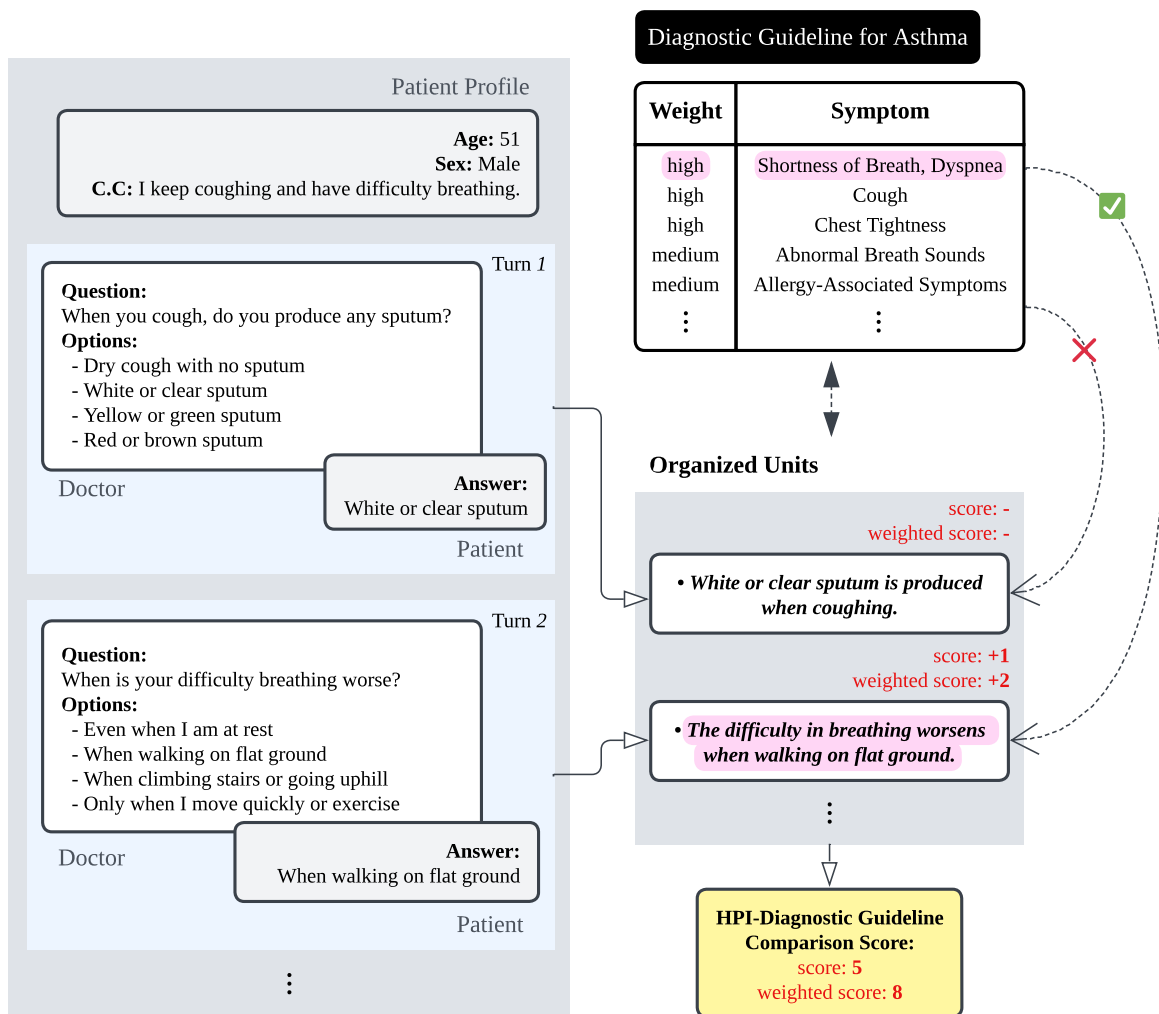 Diagnostic Guideline for Asthma
Patient Profile
Age: 51
Sex: Male
C.C: I keep coughing and have difficulty breathing.
Turn 1
Question:
When you cough, do you produce any sputum?
Options:
- Dry cough with no sputum
- White or clear sputum
- Yellow or green sputum
- Red or brown sputum
Doctor
Answer:
White or clear sputum
Patient
Turn 2
Question:
When is your difficulty breathing worse?
Options:
- Even when I am at rest
- When walking on flat ground
- When climbing stairs or going uphill
- Only when I move quickly or exercise
Doctor
Answer:
When walking on flat ground
Patient
⋮
Weight Symptom
high Shortness of Breath, Dyspnea
high Cough
high Chest Tightness
medium Abnormal Breath Sounds
medium Allergy-Associated Symptoms
⋮ ⋮
Organized Units
score: -
weighted score: -
• White or clear sputum is produced
when coughing.
score: +1
weighted score: +2
• The difficulty in breathing worsens
when walking on flat ground.
⋮
HPI-Diagnostic Guideline
Comparison Score:
score: 5
weighted score: 8